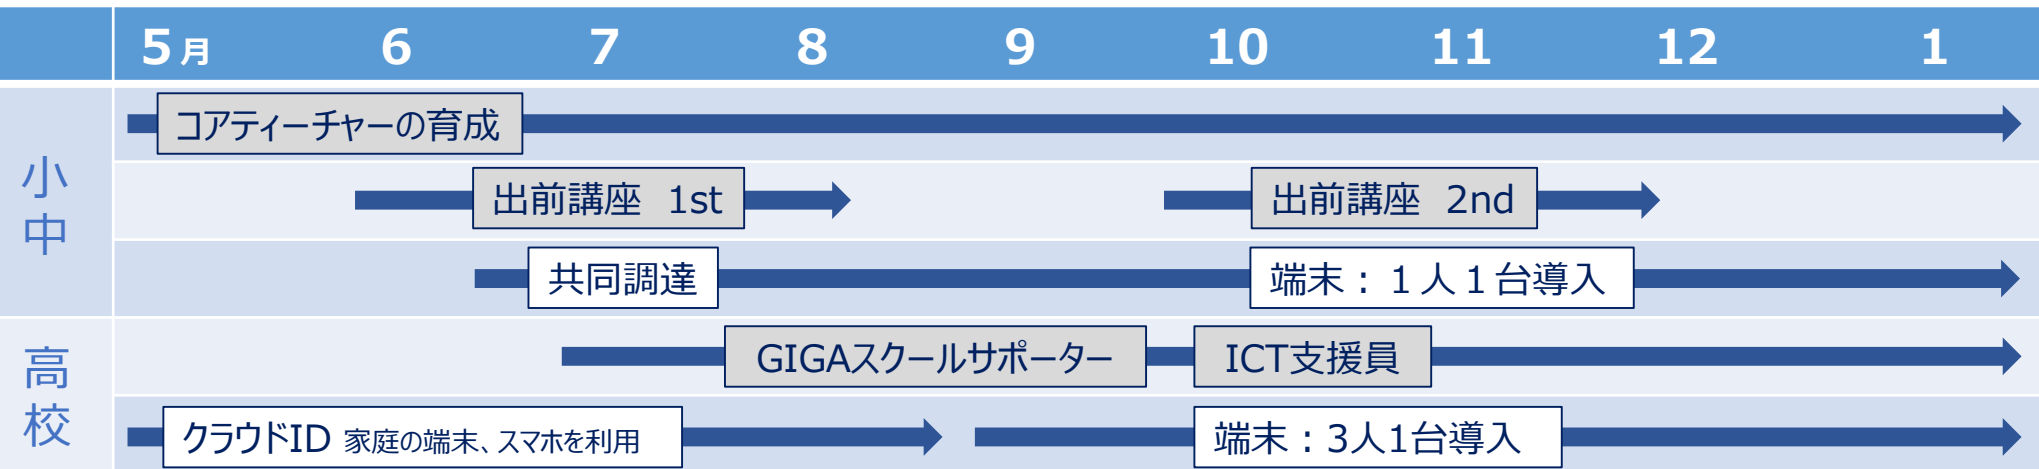 5月 6 7 8 9 10 11 12 1
小中
コアティーチャーの育成
出前講座 1st 出前講座 2nd
共同調達 端末：１人１台導入
高校
GIGAスクールサポーター ICT支援員
クラウドID 家庭の端末、スマホを利用 端末：3人1台導入